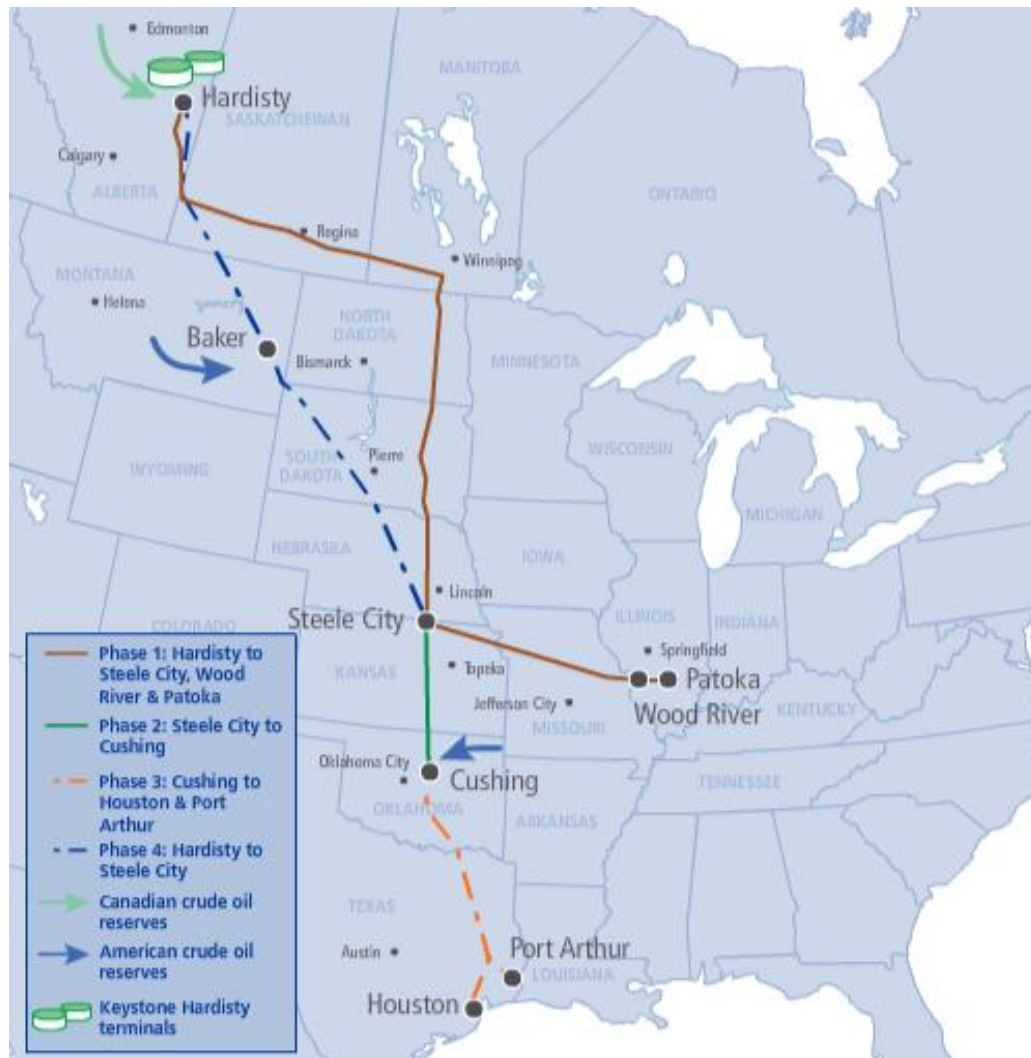 Edmonton
MANITOBA
Hardisty
SASKATCHEWAN
Calgary
ALBERTA
ONTARIO
Regina
Winnipeg
MONTANA
Helena
NORTH
DAKOTA
Baker
Bismarck
MINNESOTA
WISCONSIN
WYOMING
SOUTH
DAKOTA
Pierre
MICHIGAN
NEBRASKA
IOWA
Lincoln
Steele City
ILLINOIS
INDIANA
COLORADO
Springfield
KANSAS
Topeka
Patoka
Jefferson City
Wood River
KENTUCKY
MISSOURI
Oklahoma City
Cushing
TENNESSEE
OKLAHOMA
ARKANSAS
TEXAS
Austin
Port Arthur
LOUISIANA
Houston
Phase 1: Hardisty to
Steele City, Wood
River & Patoka
Phase 2: Steele City to
Cushing
Phase 3: Cushing to
Houston & Port
Arthur
Phase 4: Hardisty to
Steele City
Canadian crude oil
reserves
American crude oil
reserves
Keystone Hardisty
terminals